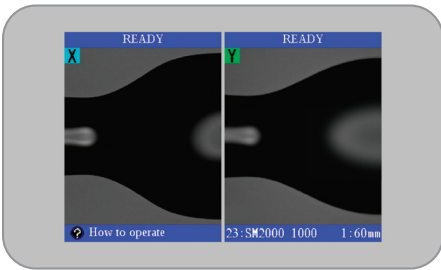 READY
READY
X
Y
? How to operate
23:SM2000 1000 1:60mm